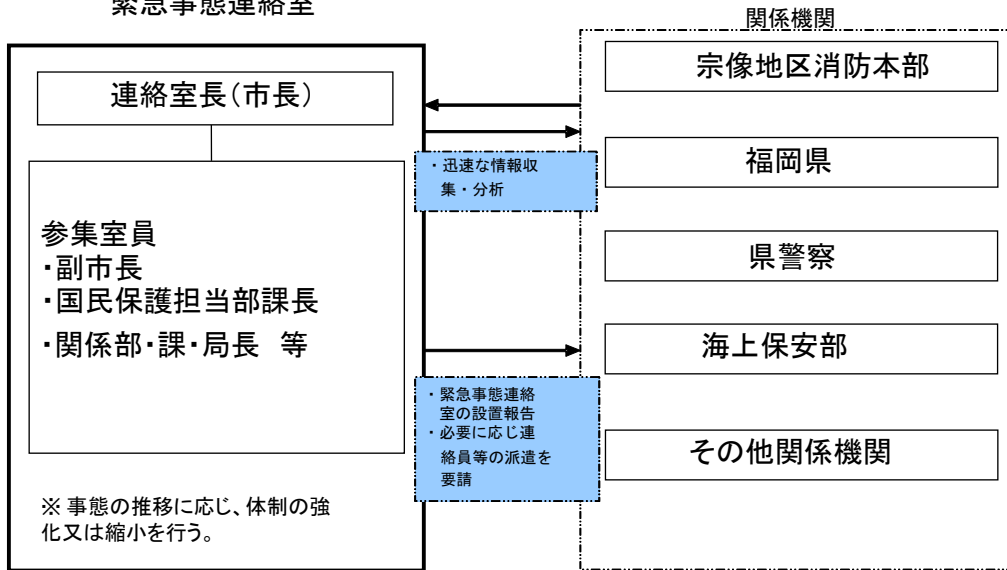 緊急事態連絡室
連絡室長(市長)
参集室員
・副市長
・国民保護担当部課長
・関係部・課・局長 等
※ 事態の推移に応じ、体制の強
化又は縮小を行う。
・迅速な情報収
集・分析
・緊急事態連絡
室の設置報告
・必要に応じ連
絡員等の派遣を
要請
関係機関
宗像地区消防本部
福岡県
県警察
海上保安部
その他関係機関